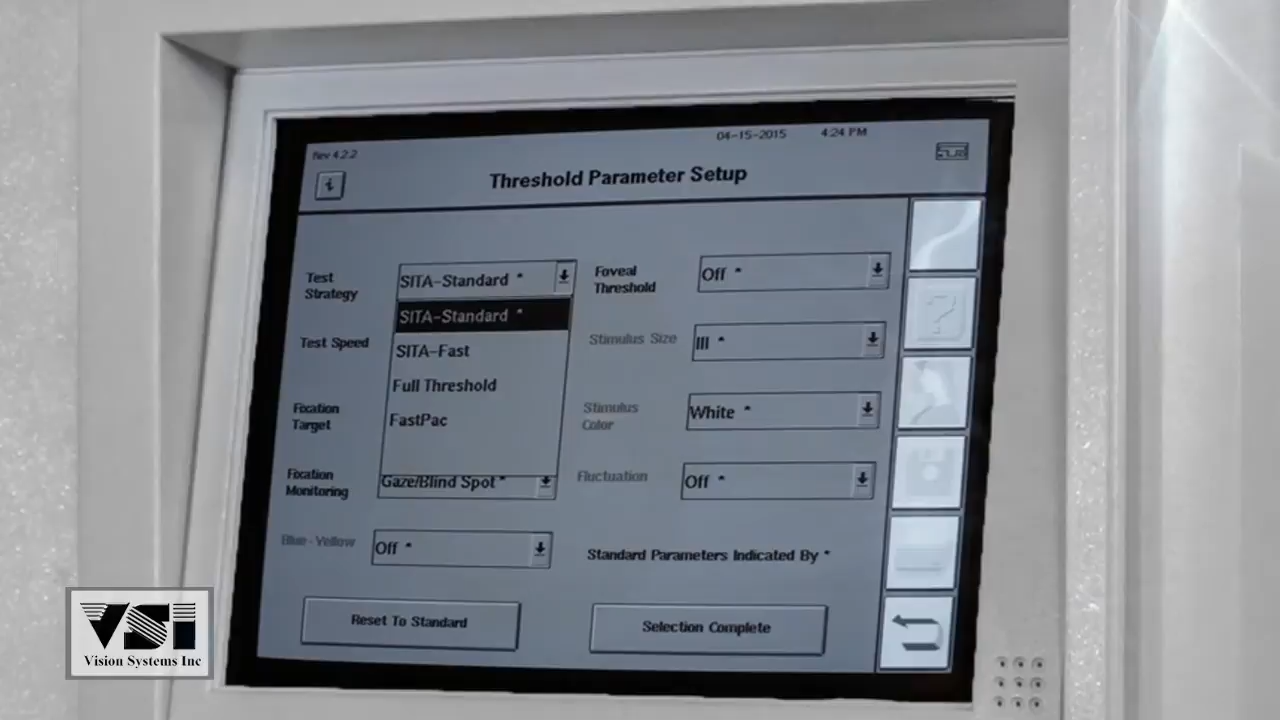 04-15-2015 4:24 PM
Rev 4.2.2
i
Threshold Parameter Setup
Test
Strategy
SITA-Standard *
SITA-Standard *
SITA-Fast
Full Threshold
FastPac
Test Speed
Fixation
Target
Fixation
Monitoring
Gaze/Blind Spot *
Blue-Yellow
Off *
Foveal
Threshold
Off *
Stimulus Size
III *
Stimulus
Color
White *
Fluctuation
Off *
Standard Parameters Indicated By *
Reset To Standard
Selection Complete
?
VSI
Vision Systems Inc